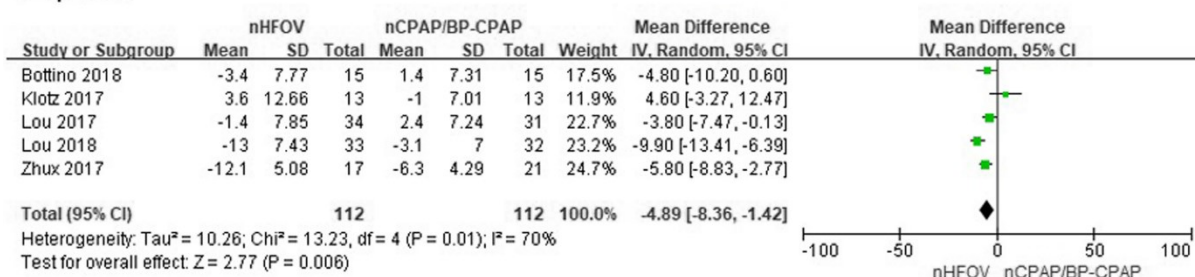 nHFOV nCPAP/BP-CPAP Mean Difference Mean Difference
Study or Subgroup Mean SD Total Mean SD Total Weight IV, Random, 95% CI IV, Random, 95% CI
Bottino 2018 -3.4 7.77 15 1.4 7.31 15 17.5% -4.80 [-10.20, 0.60]
Klotz 2017 3.6 12.66 13 -1 7.01 13 11.9% 4.60 [-3.27, 12.47]
Lou 2017 -1.4 7.85 34 2.4 7.24 31 22.7% -3.80 [-7.47, -0.13]
Lou 2018 -13 7.43 33 -3.1 7 32 23.2% -9.90 [-13.41, -6.39]
Zhux 2017 -12.1 5.08 17 -6.3 4.29 21 24.7% -5.80 [-8.83, -2.77]
Total (95% CI) 112 112 100.0% -4.89 [-8.36, -1.42]
Heterogeneity: Tau² = 10.26; Chi² = 13.23, df = 4 (P = 0.01); I² = 70%
Test for overall effect: Z = 2.77 (P = 0.006)
-100 -50 0 50 100
nHFOV nCPAP/BP-CPAP